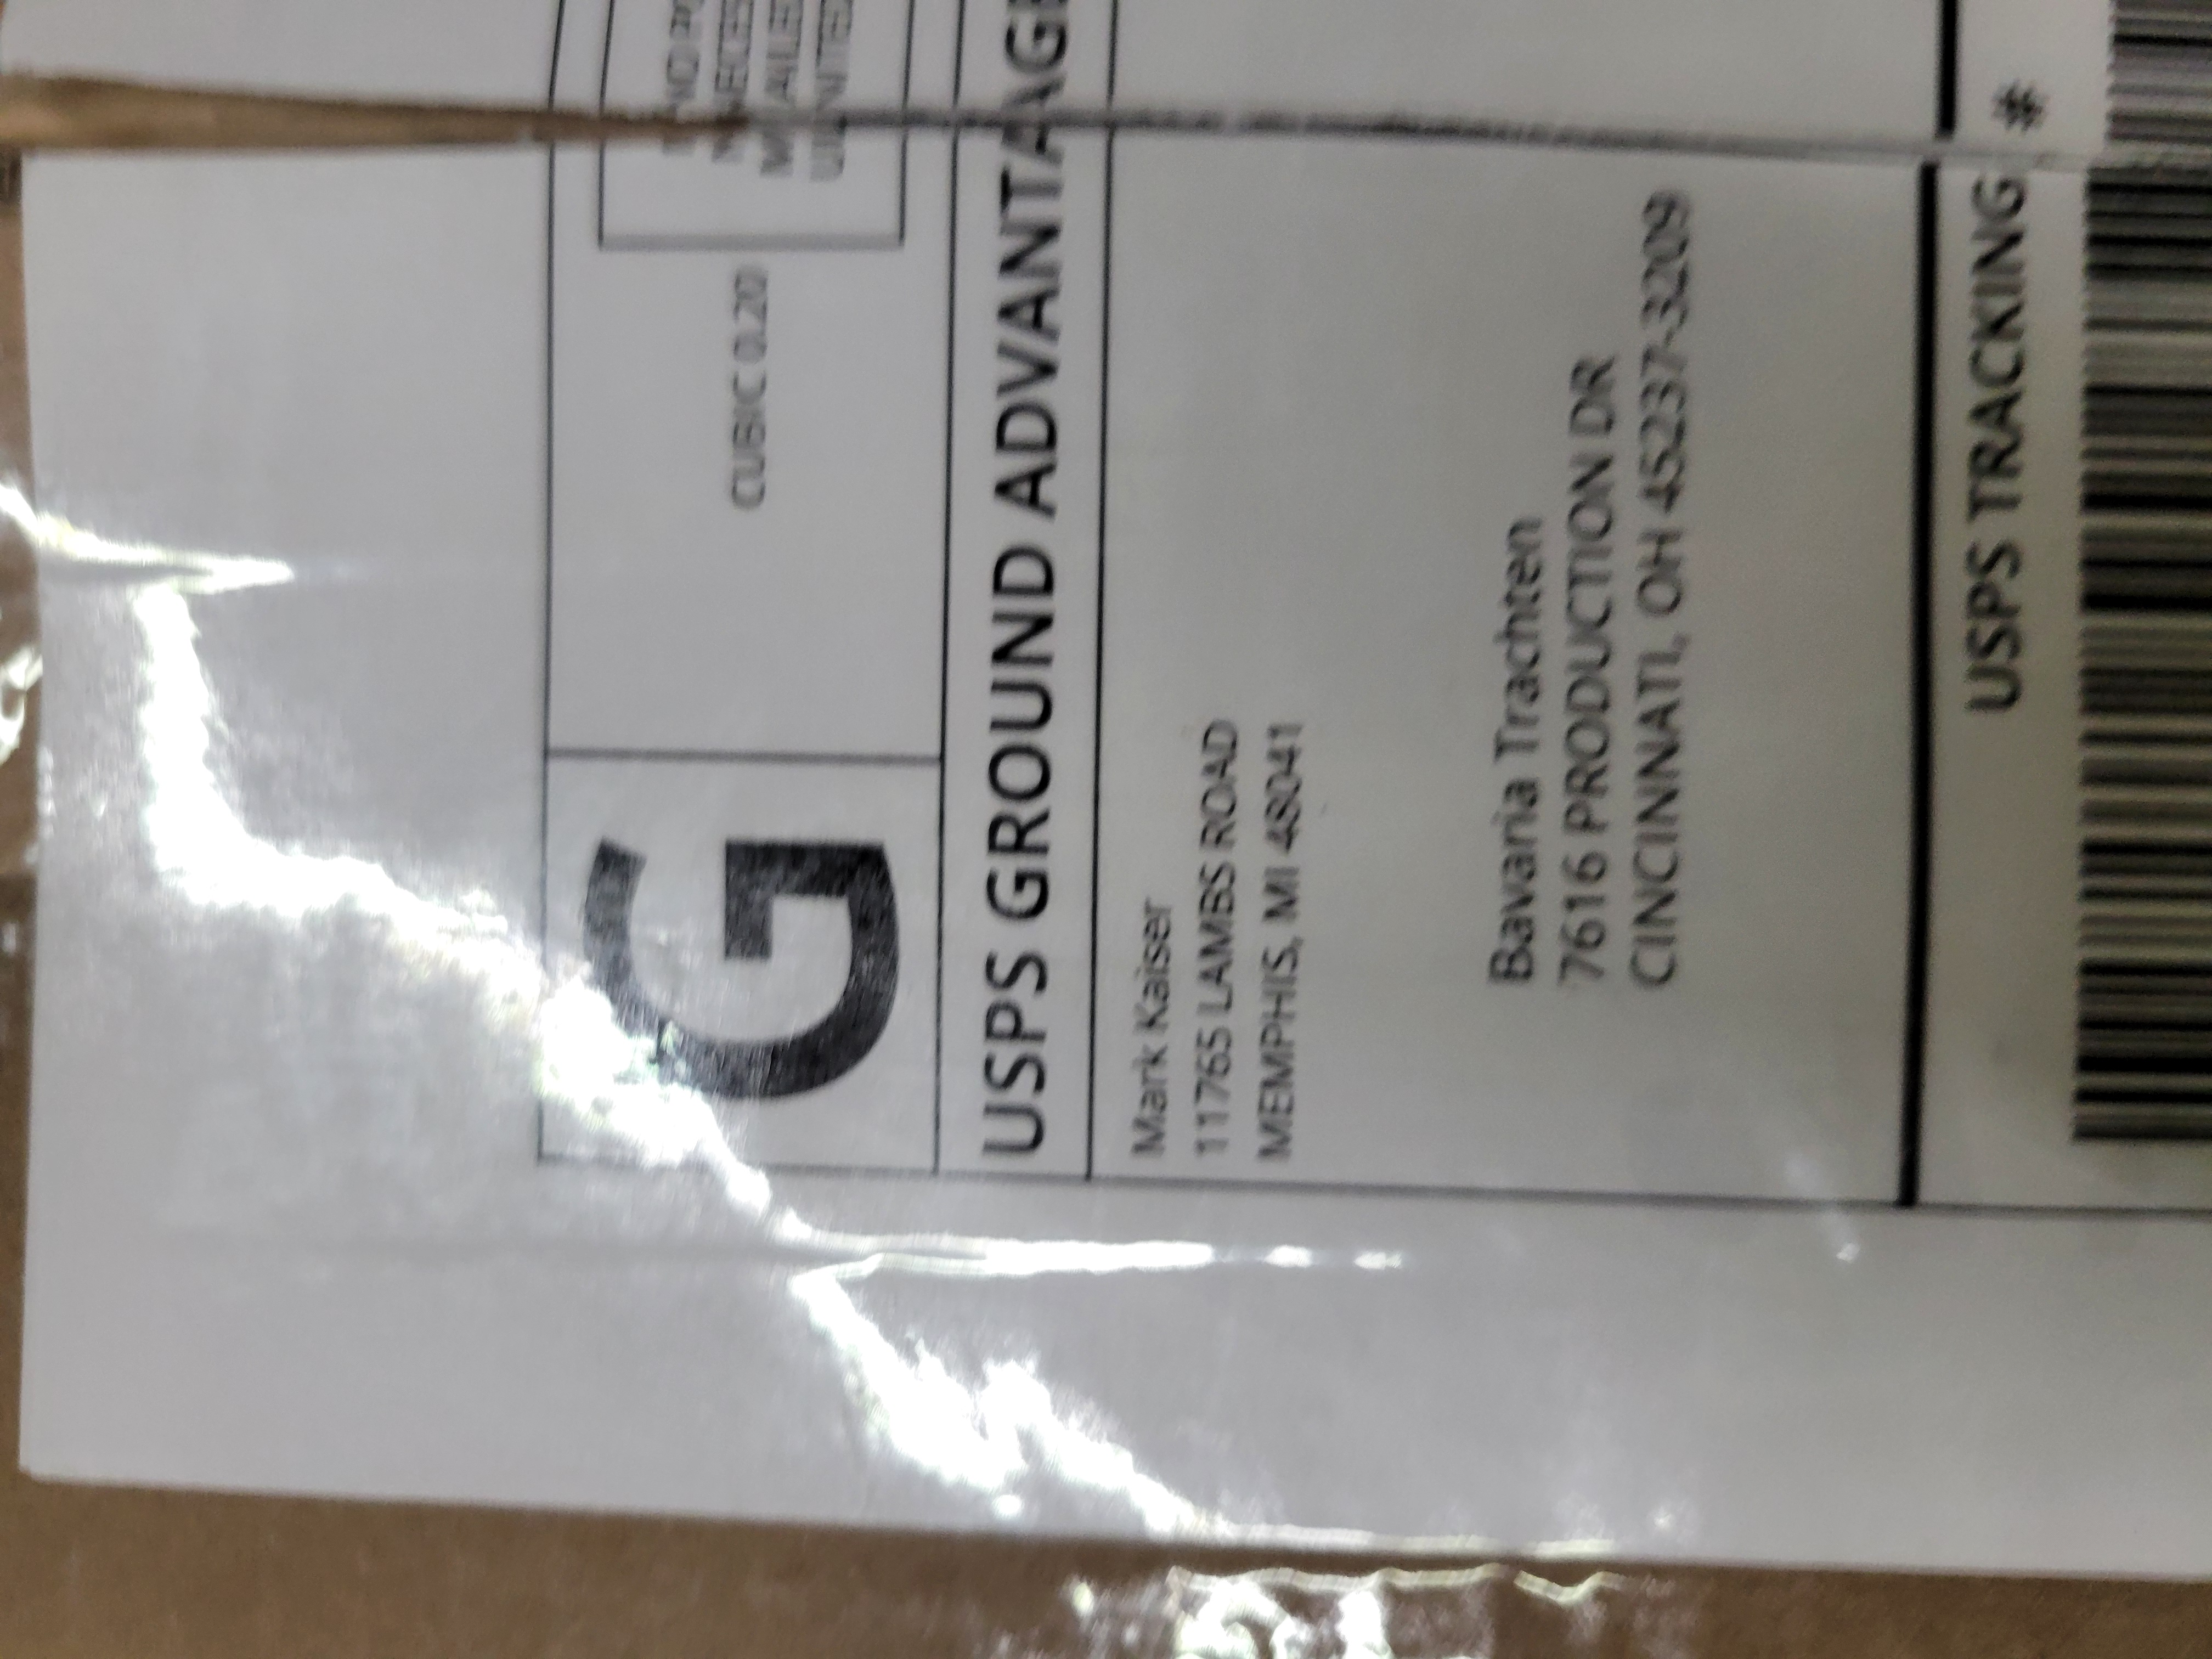 G
CUBIC 0.20
USPS GROUND ADVANTAGE
Mark Kaiser
11765 LAMBS ROAD
MEMPHIS, MI 48041
Bavaria Trachten
7616 PRODUCTION DR
CINCINNATI, OH 45237-3209
USPS TRACKING #